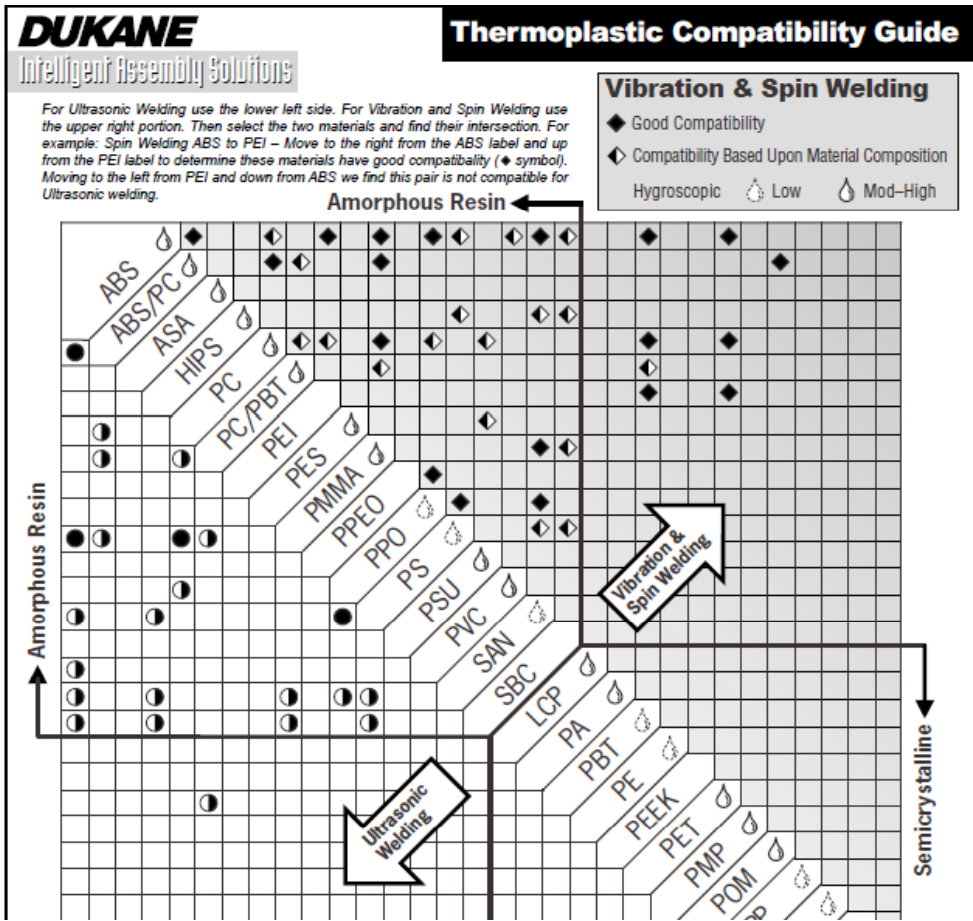 DUKANE
Intelligent Assembly Solutions
Thermoplastic Compatibility Guide
For Ultrasonic Welding use the lower left side. For Vibration and Spin Welding use
the upper right portion. Then select the two materials and find their intersection. For
example: Spin Welding ABS to PEI – Move to the right from the ABS label and up
from the PEI label to determine these materials have good compatibality (◆ symbol).
Moving to the left from PEI and down from ABS we find this pair is not compatible for
Ultrasonic welding.
Vibration & Spin Welding
Good Compatibility
Compatibility Based Upon Material Composition
Hygroscopic Low Mod–High
Amorphous Resin
ABS
ABS/PC
ASA
HIPS
PC
PC/PBT
PEI
PES
PMMA
PPEO
PPO
PS
PSU
PVC
SAN
SBC
LCP
PA
PBT
PE
PEEK
PET
PMP
POM
Amorphous Resin
Vibration &
Spin Welding
Ultrasonic
Welding
Semicrystalline